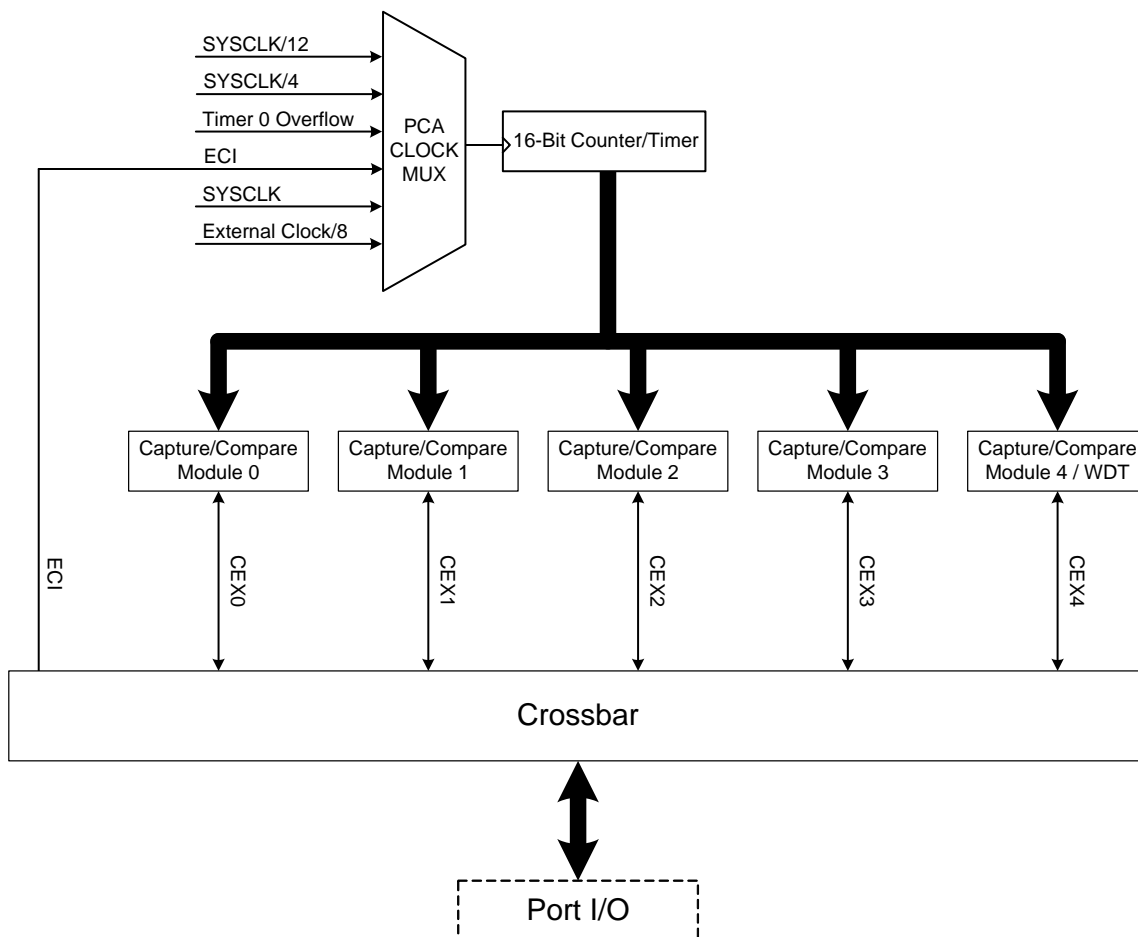 SYSCLK/12
SYSCLK/4
Timer 0 Overflow
ECI
SYSCLK
External Clock/8
PCA
CLOCK
MUX
16-Bit Counter/Timer
Capture/Compare
Module 0
Capture/Compare
Module 1
Capture/Compare
Module 2
Capture/Compare
Module 3
Capture/Compare
Module 4 / WDT
ECI
CEX0
CEX1
CEX2
CEX3
CEX4
Crossbar
Port I/O